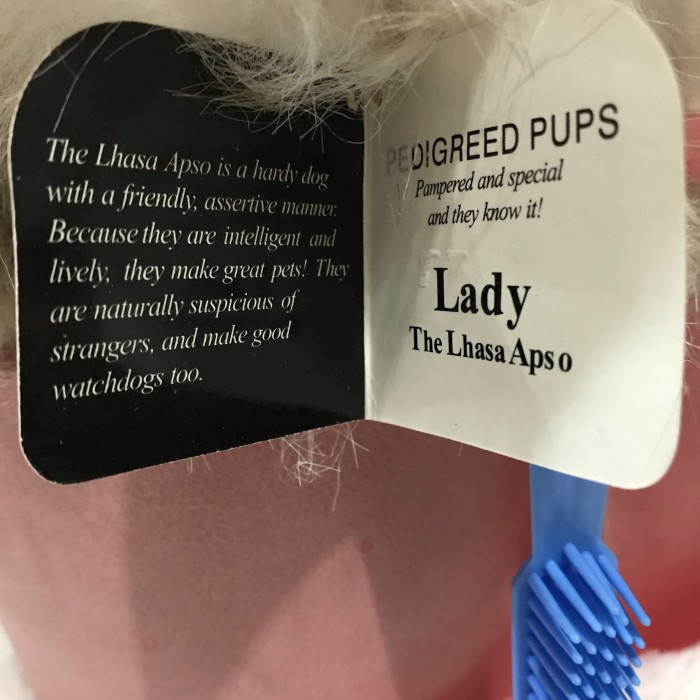 The Lhasa Apso is a hardy dog
with a friendly, assertive manner.
Because they are intelligent and
lively, they make great pets! They
are naturally suspicious of
strangers, and make good
watchdogs too.
PEDIGREED PUPS
Pampered and special
and they know it!
Lady
The Lhasa Apso